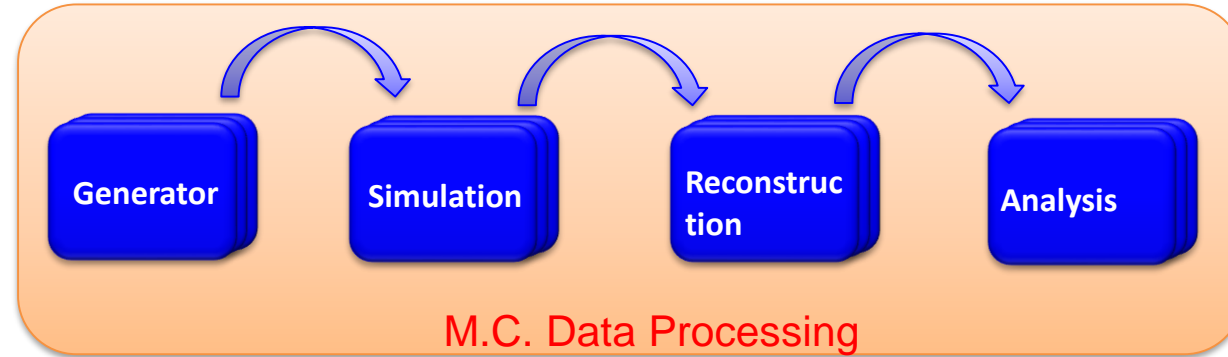 Generator
Simulation
Reconstruc
tion
Analysis
M.C. Data Processing